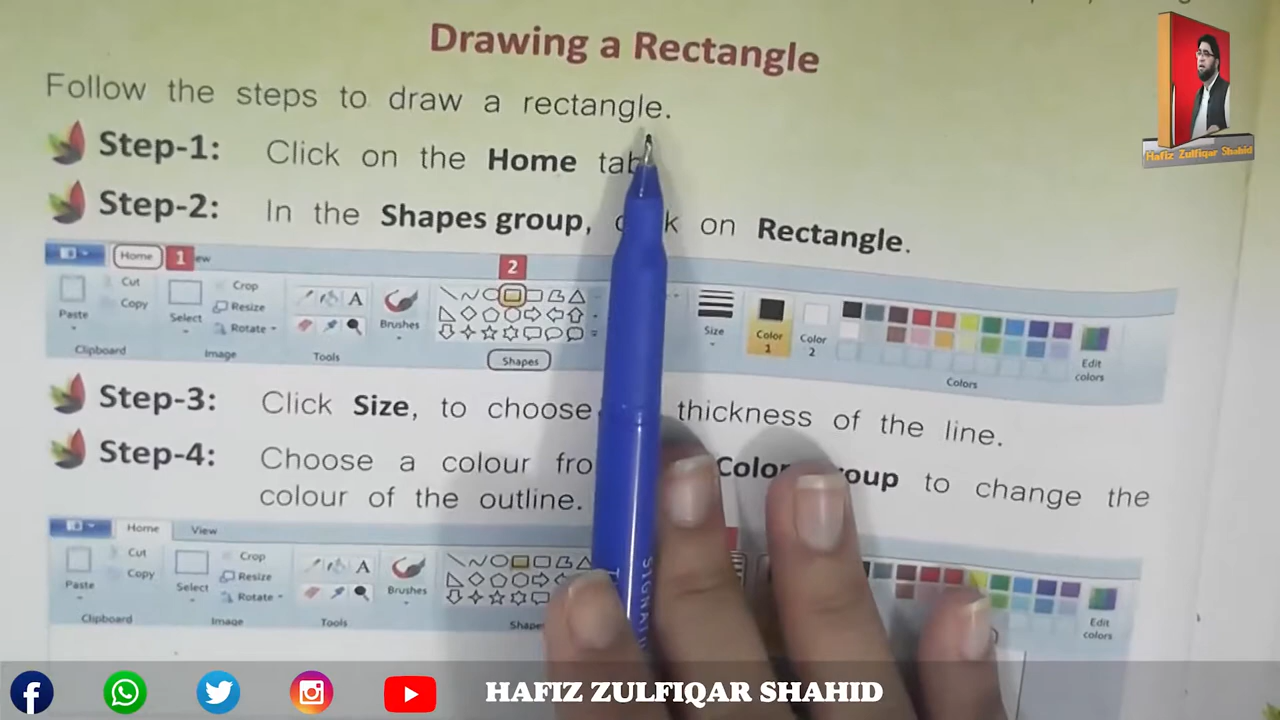 Drawing a Rectangle
Hafiz Zulfiqar Shahid
Follow the steps to draw a rectangle.
Step-1: Click on the Home tab
Step-2: In the Shapes group, on Rectangle.
Home 1 ew 2
Cut Crop
Copy Resize
Paste Select Rotate Brushes Size Color 1 Color 2 Edit colors
Clipboard Image Tools Shapes Colors
Step-3: Click Size, to choose thickness of the line.
Step-4: Choose a colour fro Color group to change the
colour of the outline.
Home View
Cut Crop
Copy Resize
Paste Select Rotate Brushes Edit colors
Clipboard Image Tools Shapes
HAFIZ ZULFIQAR SHAHID